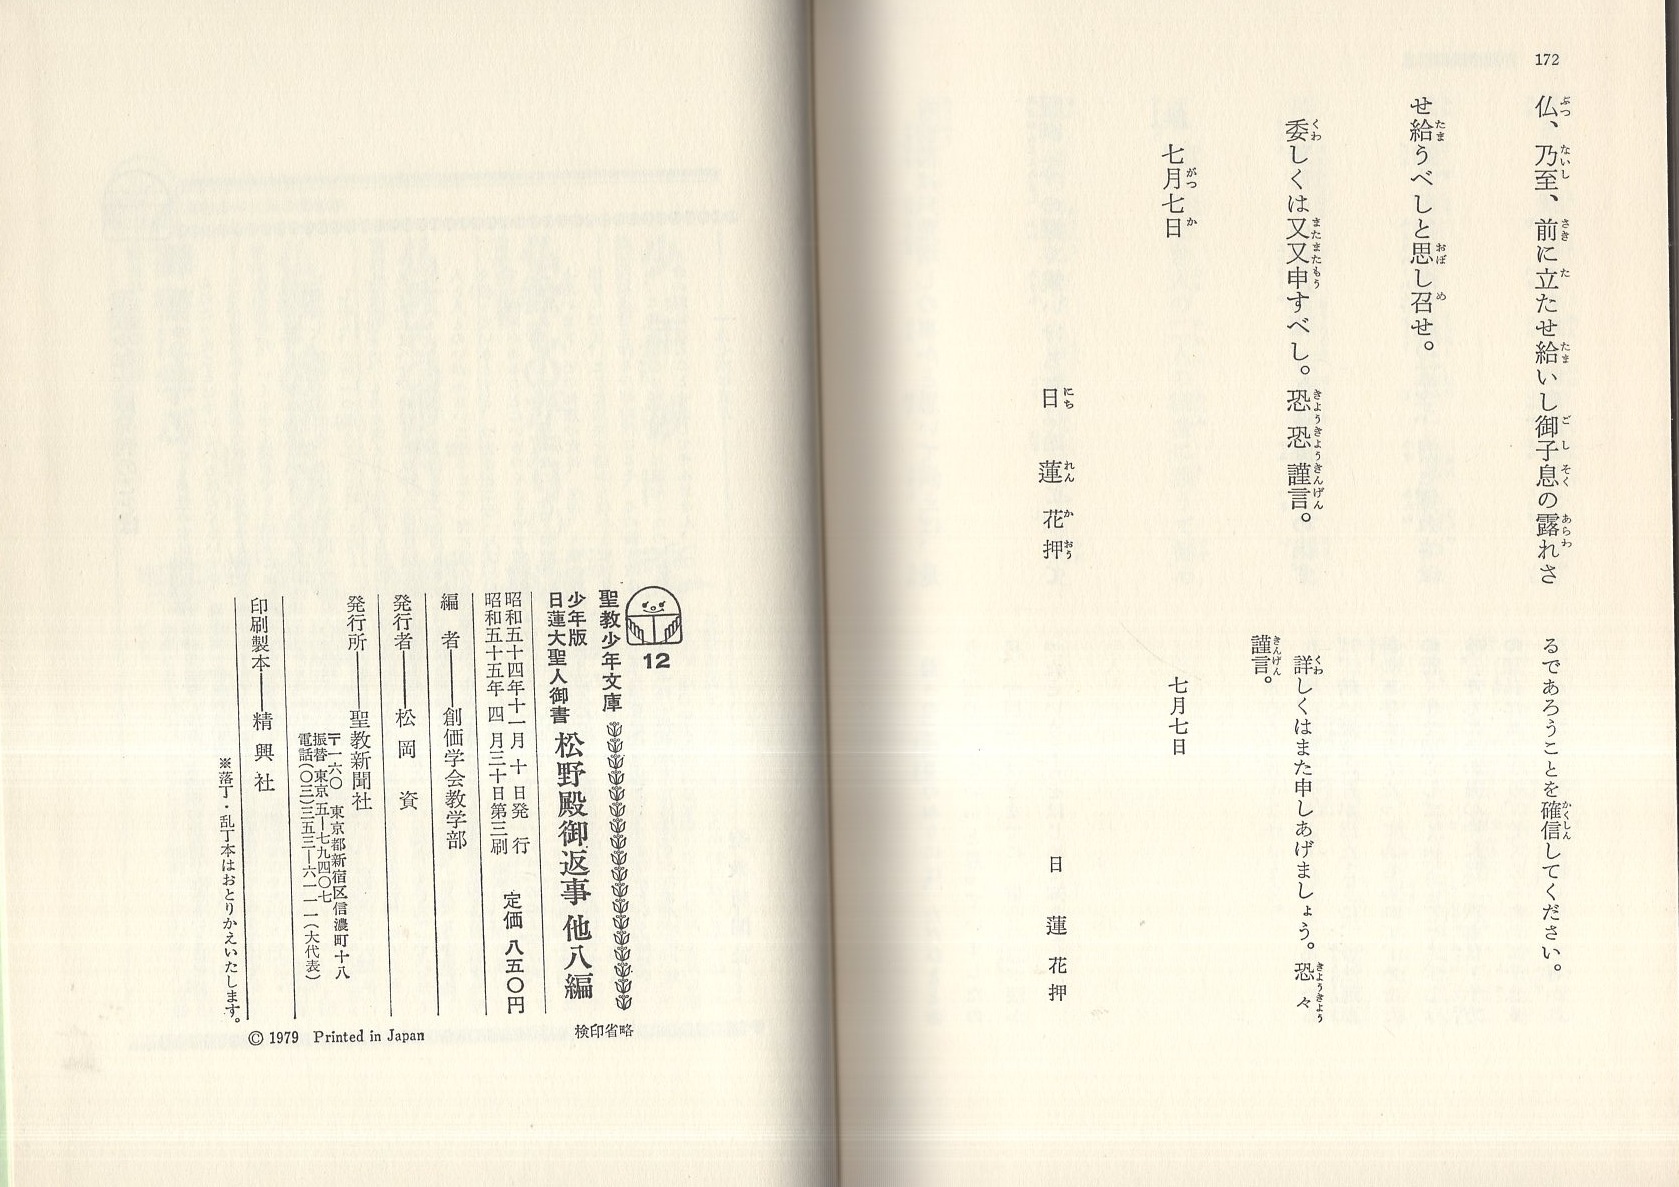 172
仏、乃至、前に立たせ給いし御子息の露れさ
せ給うべしと思し召せ。
委しくは又又申すべし。恐恐謹言。
七月七日
日蓮花押
るであろうことを確信してください。
詳しくはまた申しあげましょう。恐々
謹言。
七月七日
日蓮花押
12
聖教少年文庫
少年版
日蓮大聖人御書
松野殿御返事 他八編
昭和五十四年十一月十日発行
昭和五十五年四月三十日第三刷
定価 八五〇円
編者――創価学会教学部
発行者――松岡 資
発行所――聖教新聞社
〒一六〇 東京都新宿区信濃町十八
振替 東京五―七九四〇七
電話(〇三)三五三―六一一一(大代表)
印刷製本――精興社
※落丁・乱丁本はおとりかえいたします。
© 1979 Printed in Japan
検印省略